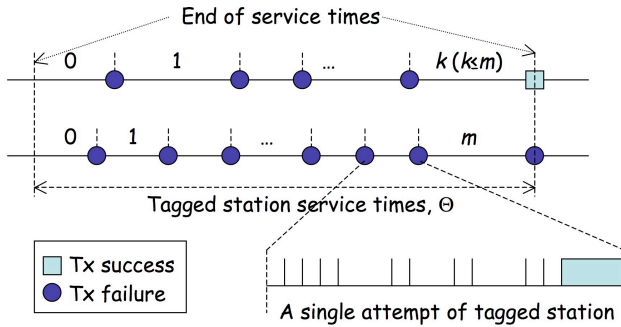 End of service times
0 1 ... k (k≤m)
0 1 ... m
Tagged station service times, Θ
Tx success
Tx failure
A single attempt of tagged station